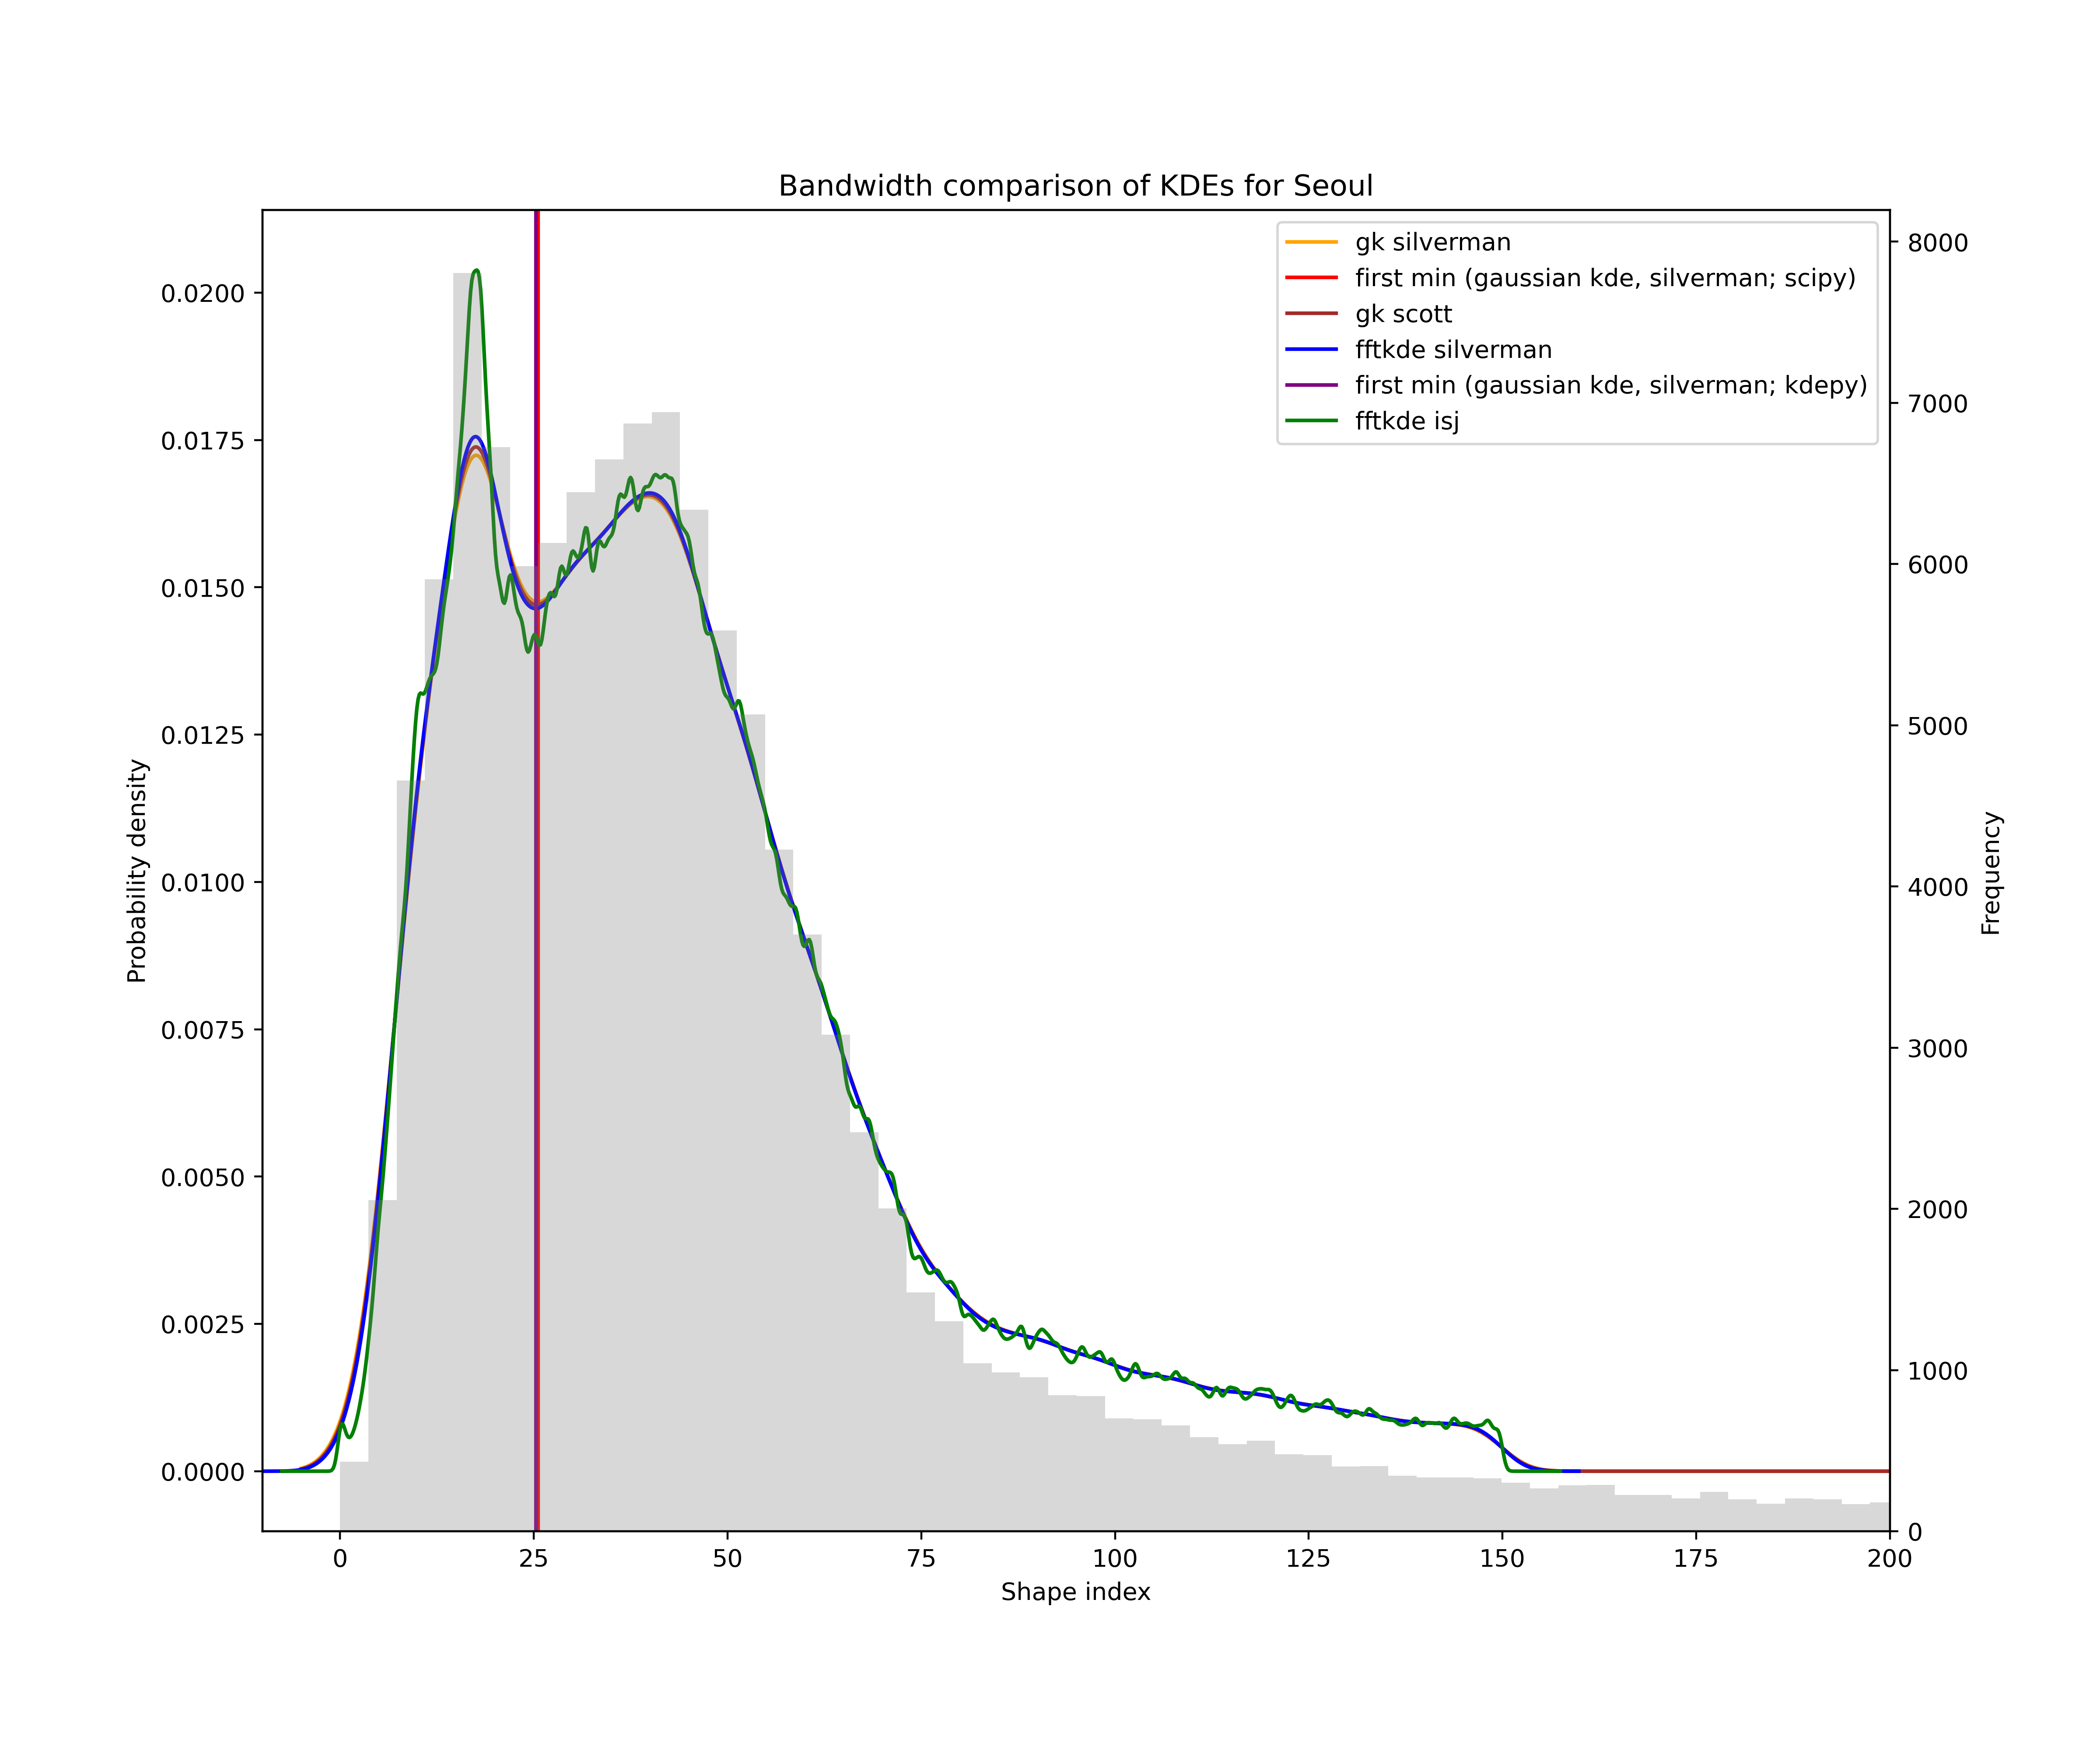 Bandwidth comparison of KDEs for Seoul
gk silverman
first min (gaussian kde, silverman; scipy)
gk scott
fftkde silverman
first min (gaussian kde, silverman; kdepy)
fftkde isj
Probability density
0.0200
0.0175
0.0150
0.0125
0.0100
0.0075
0.0050
0.0025
0.0000
8000
7000
6000
5000
4000
3000
2000
1000
0
Frequency
0 25 50 75 100 125 150 175 200
Shape index